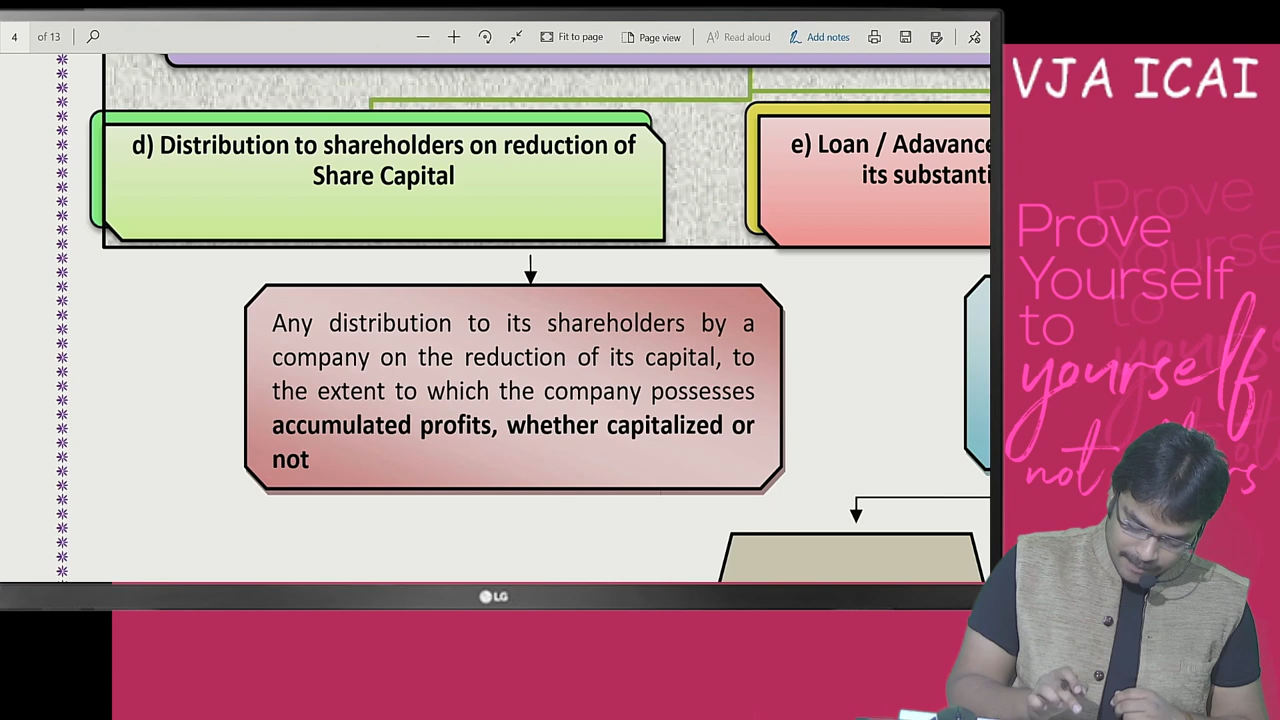 4 of 13
Fit to page
Page view
Read aloud
Add notes
VJA ICAI
d) Distribution to shareholders on reduction of
Share Capital
e) Loan / Adavance
its substanti
Any distribution to its shareholders by a
company on the reduction of its capital, to
the extent to which the company possesses
accumulated profits, whether capitalized or
not
LG
Prove
Yourself
to
yourself
not